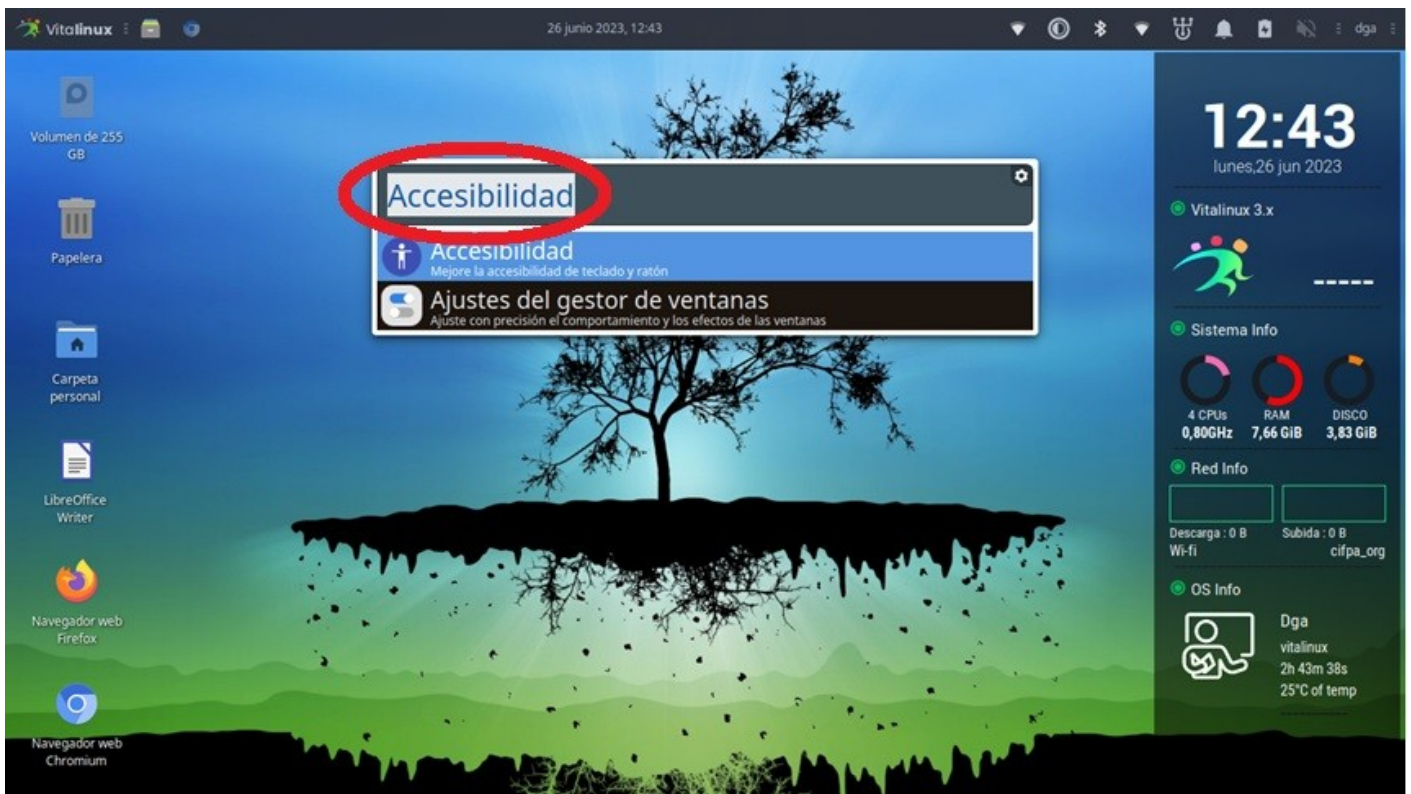 Vitalinux
26 junio 2023, 12:43
dga
Volumen de 255
GB
Papelera
Carpeta
personal
LibreOffice
Writer
Navegador web
Firefox
Navegador web
Chromium
Accesibilidad
Accesibilidad
Mejore la accesibilidad de teclado y ratón
Ajustes del gestor de ventanas
Ajuste con precisión el comportamiento y los efectos de las ventanas
12:43
lunes,26 jun 2023
Vitalinux 3.x
-----
Sistema Info
4 CPUs RAM DISCO
0,80GHz 7,66 GiB 3,83 GiB
Red Info
Descarga : 0 B Subida : 0 B
Wi-fi cifpa_org
OS Info
Dga
vitalinux
2h 43m 38s
25°C of temp